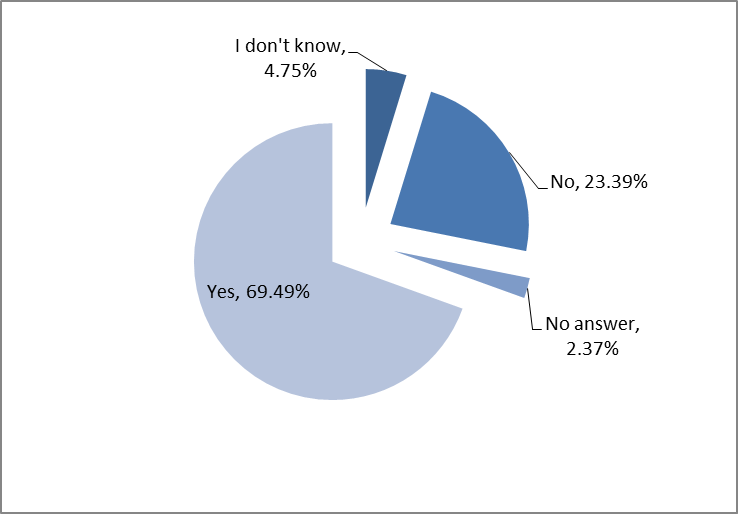 I don't know,
4.75%
No, 23.39%
Yes, 69.49%
No answer,
2.37%